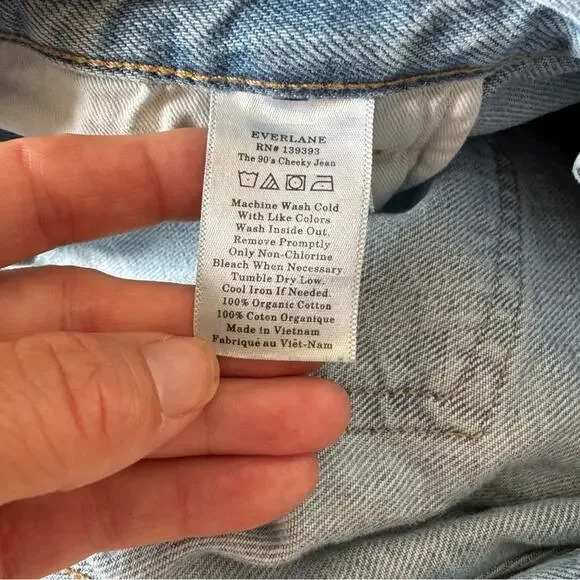 EVERLANE
RN# 139393
The 90's Cheeky Jean
Machine Wash Cold
With Like Colors
Wash Inside Out.
Remove Promptly
Only Non-Chlorine
Bleach When Necessary
Tumble Dry Low.
Cool Iron If Needed.
100% Organic Cotton
100% Coton Organique
Made in Vietnam
Fabriqué au Viêt-Nam